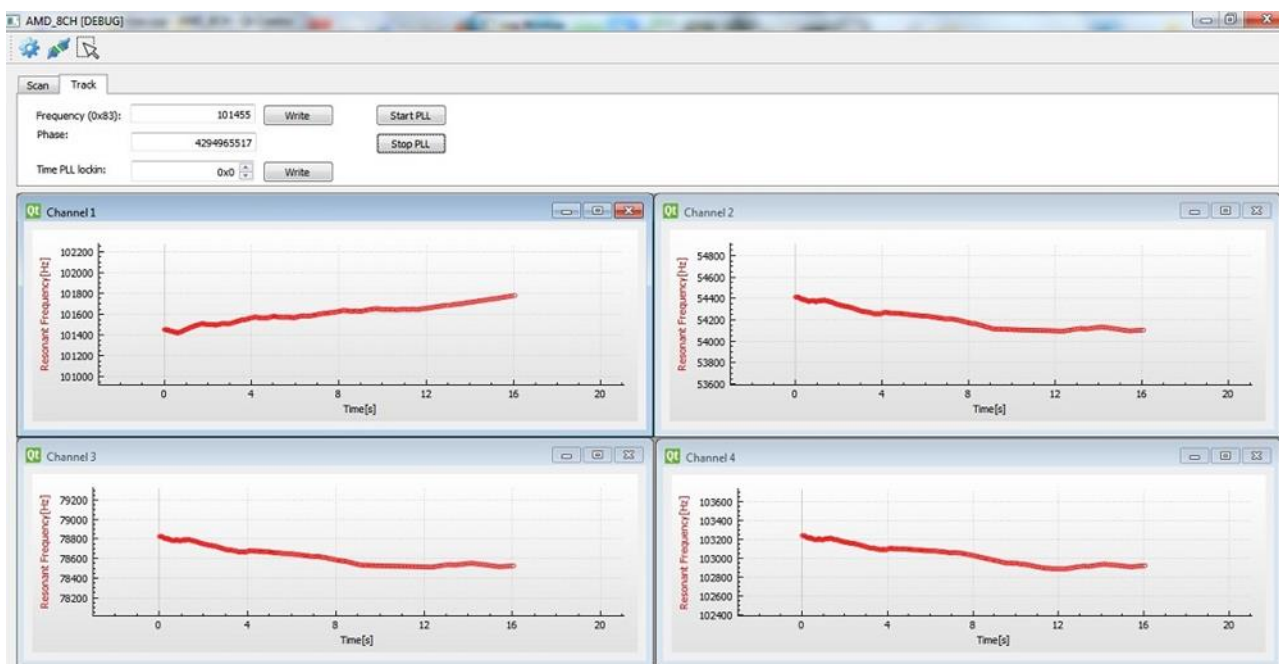 AMD_8CH [DEBUG]
Scan Track
Frequency (0x83): 101455 Write Start PLL
Phase: 4294965517 Stop PLL
Time PLL lockin: 0x0 Write
Qt Channel 1
Resonant Frequency[Hz]
102200
102000
101800
101600
101400
101200
101000
0 4 8 12 16 20
Time[s]
Qt Channel 2
Resonant Frequency[Hz]
54800
54600
54400
54200
54000
53800
53600
0 4 8 12 16 20
Time[s]
Qt Channel 3
Resonant Frequency[Hz]
79200
79000
78800
78600
78400
78200
0 4 8 12 16 20
Time[s]
Qt Channel 4
Resonant Frequency[Hz]
103600
103400
103200
103000
102800
102600
102400
0 4 8 12 16 20
Time[s]